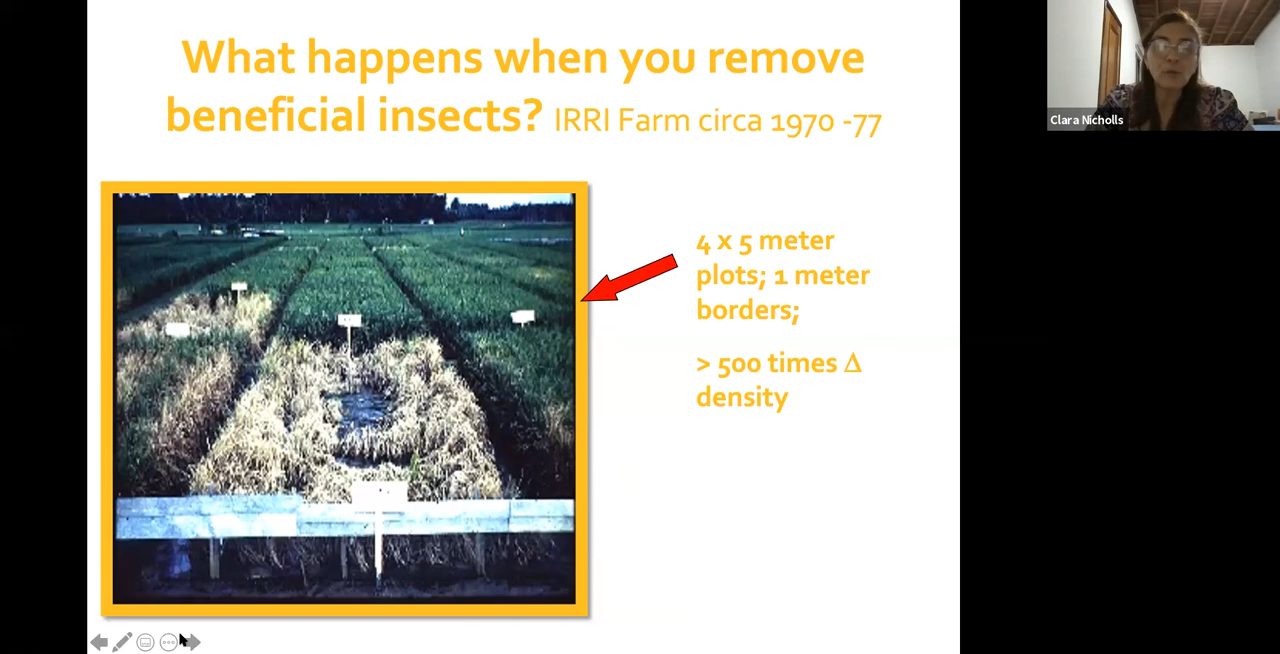 What happens when you remove
beneficial insects? IRRI Farm circa 1970 -77
4 x 5 meter
plots; 1 meter
borders;
> 500 times Δ
density
Clara Nicholls